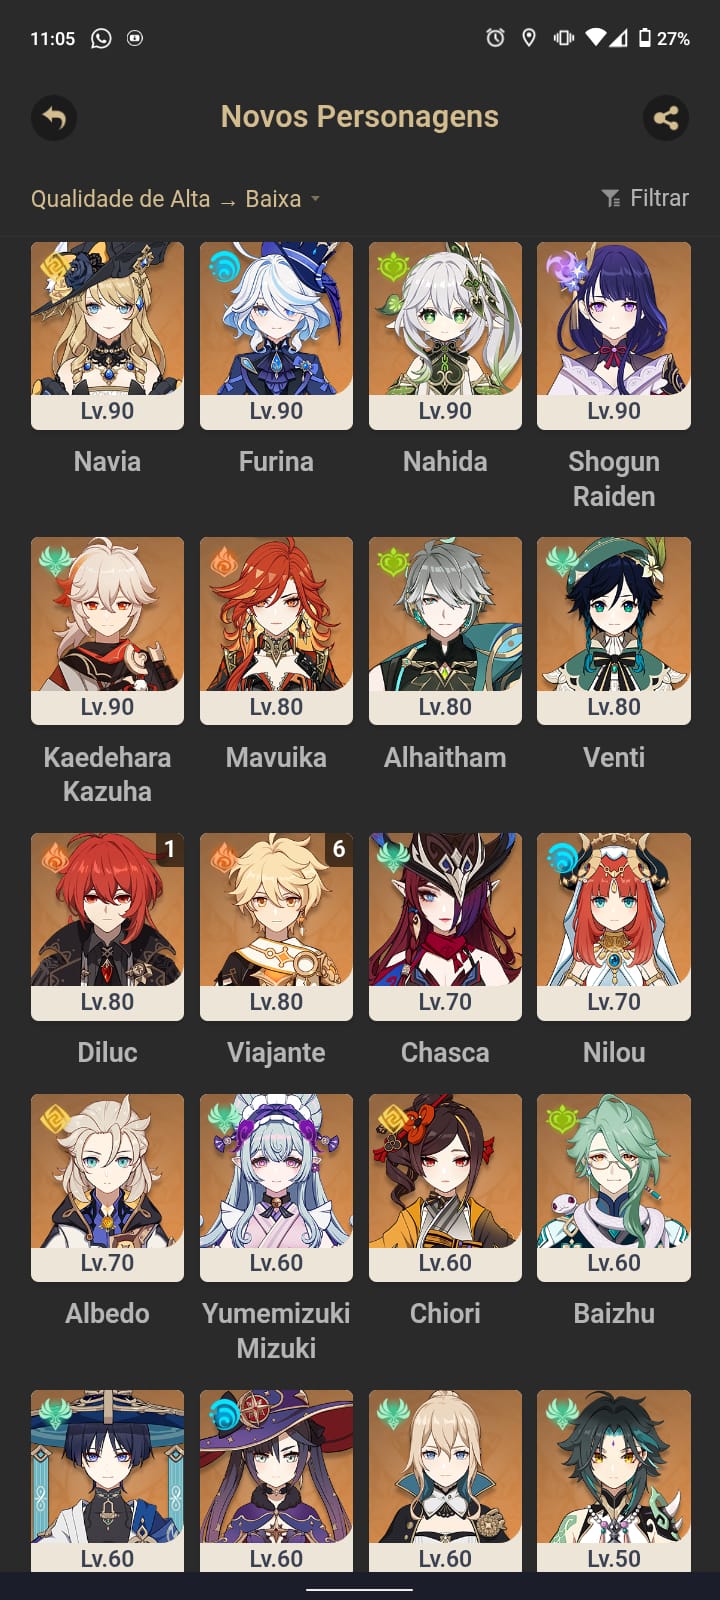 11:05
27%
Novos Personagens
Qualidade de Alta → Baixa
Filtrar
Lv.90 Lv.90 Lv.90 Lv.90
Navia Furina Nahida Shogun
Raiden
Lv.90 Lv.80 Lv.80 Lv.80
Kaedehara Mavuika Alhaitham Venti
Kazuha
1 6
Lv.80 Lv.80 Lv.70 Lv.70
Diluc Viajante Chasca Nilou
Lv.70 Lv.60 Lv.60 Lv.60
Albedo Yumemizuki Chiori Baizhu
Mizuki
Lv.60 Lv.60 Lv.60 Lv.50